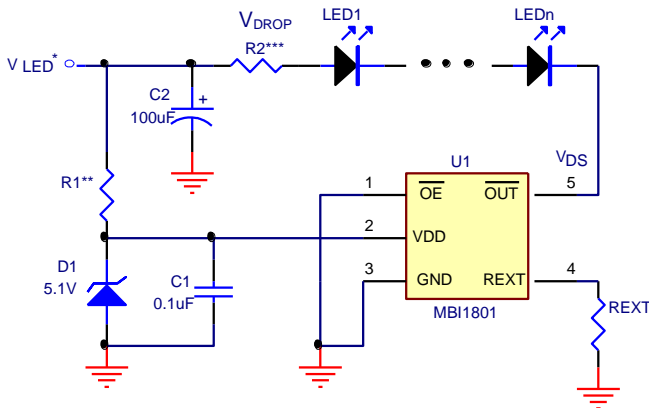 VDROP
LED1
LEDn
V LED*
R2***
C2
+
100uF
R1**
U1
VDS
1
OE
OUT
5
2
VDD
D1
5.1V
C1
0.1uF
3
GND
REXT
4
MBI1801
REXT